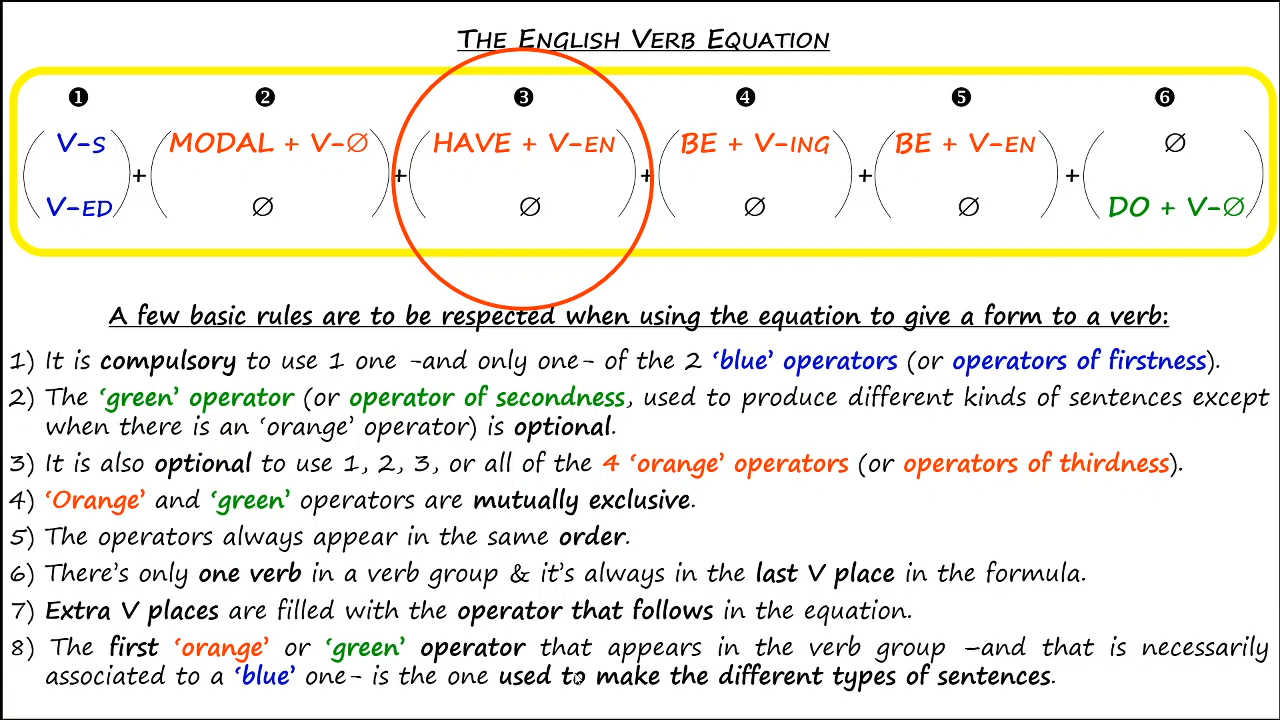 THE ENGLISH VERB EQUATION
❶ ❷ ❸ ❹ ❺ ❻
V-S MODAL + V-∅ HAVE + V-EN BE + V-ING BE + V-EN ∅
+ + + + +
V-ED ∅ ∅ ∅ ∅ DO + V-∅
A few basic rules are to be respected when using the equation to give a form to a verb:
1) It is compulsory to use 1 one -and only one- of the 2 ‘blue’ operators (or operators of firstness).
2) The ‘green’ operator (or operator of secondness, used to produce different kinds of sentences except
when there is an ‘orange’ operator) is optional.
3) It is also optional to use 1, 2, 3, or all of the 4 ‘orange’ operators (or operators of thirdness).
4) ‘Orange’ and ‘green’ operators are mutually exclusive.
5) The operators always appear in the same order.
6) There’s only one verb in a verb group & it’s always in the last V place in the formula.
7) Extra V places are filled with the operator that follows in the equation.
8) The first ‘orange’ or ‘green’ operator that appears in the verb group –and that is necessarily
associated to a ‘blue’ one- is the one used to make the different types of sentences.